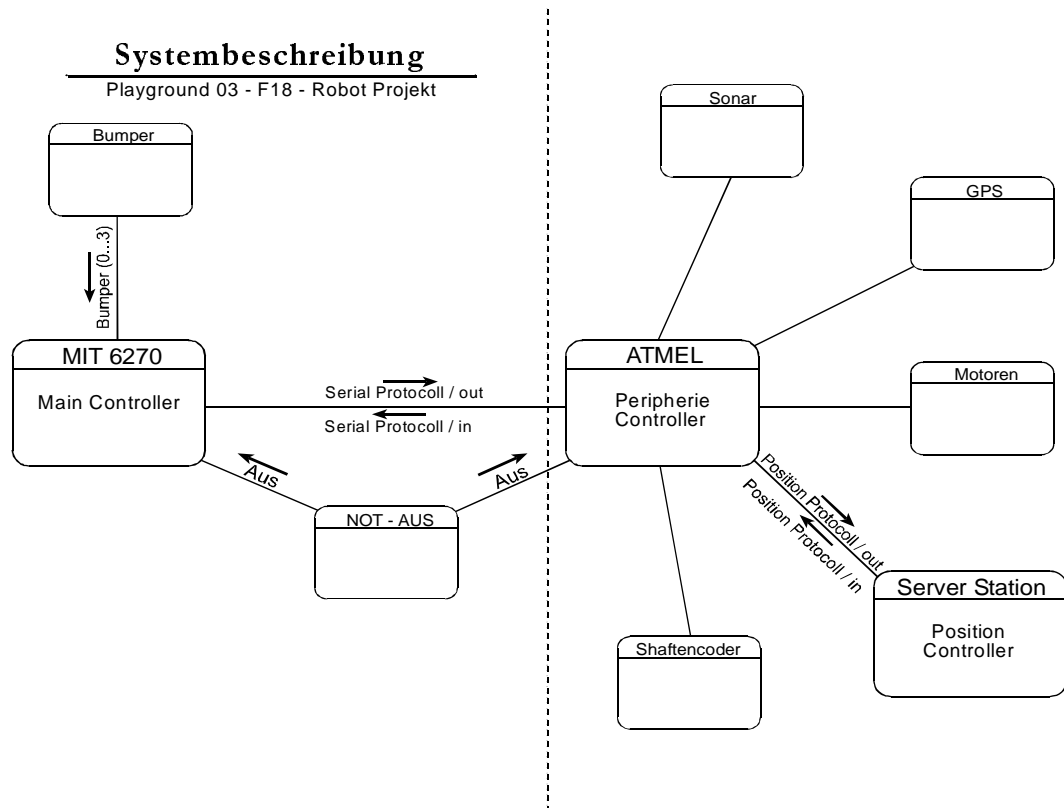 Systembeschreibung
Playground 03 - F18 - Robot Projekt
Bumper
Bumper (0...3)
MIT 6270
Main Controller
Serial Protocoll / out
Serial Protocoll / in
Aus
Aus
NOT - AUS
Sonar
GPS
ATMEL
Peripherie
Controller
Motoren
Position Protocoll / out
Position Protocoll / in
Server Station
Position
Controller
Shaftencoder